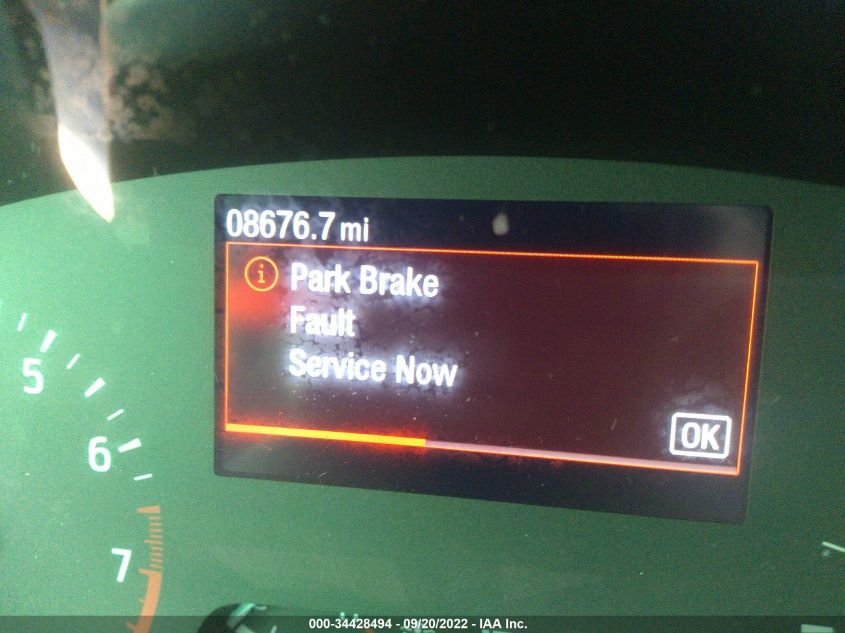 08676.7 mi
i Park Brake
Fault
Service Now
OK
5
6
7
000-34428494 - 09/20/2022 - IAA Inc.